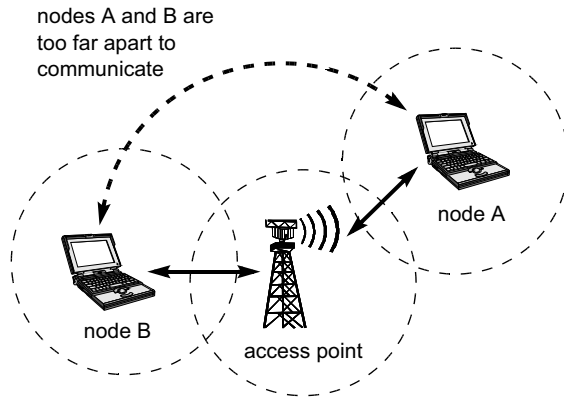 nodes A and B are
too far apart to
communicate
node A
node B
access point